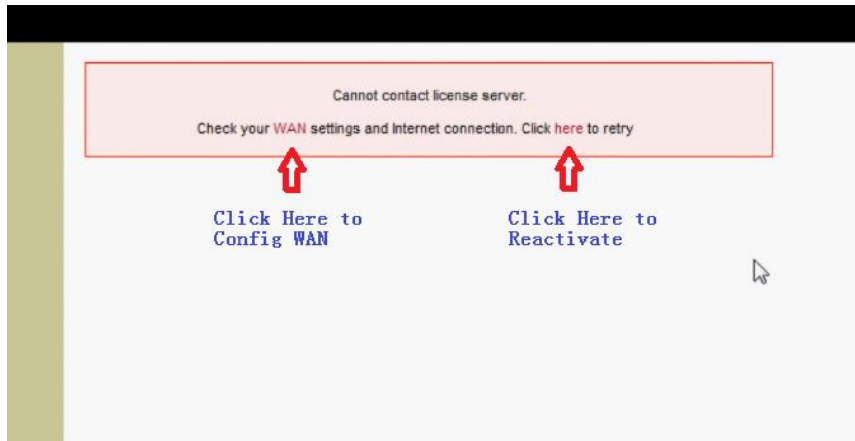 Cannot contact license server.
Check your WAN settings and Internet connection. Click here to retry
Click Here to
Config WAN
Click Here to
Reactivate